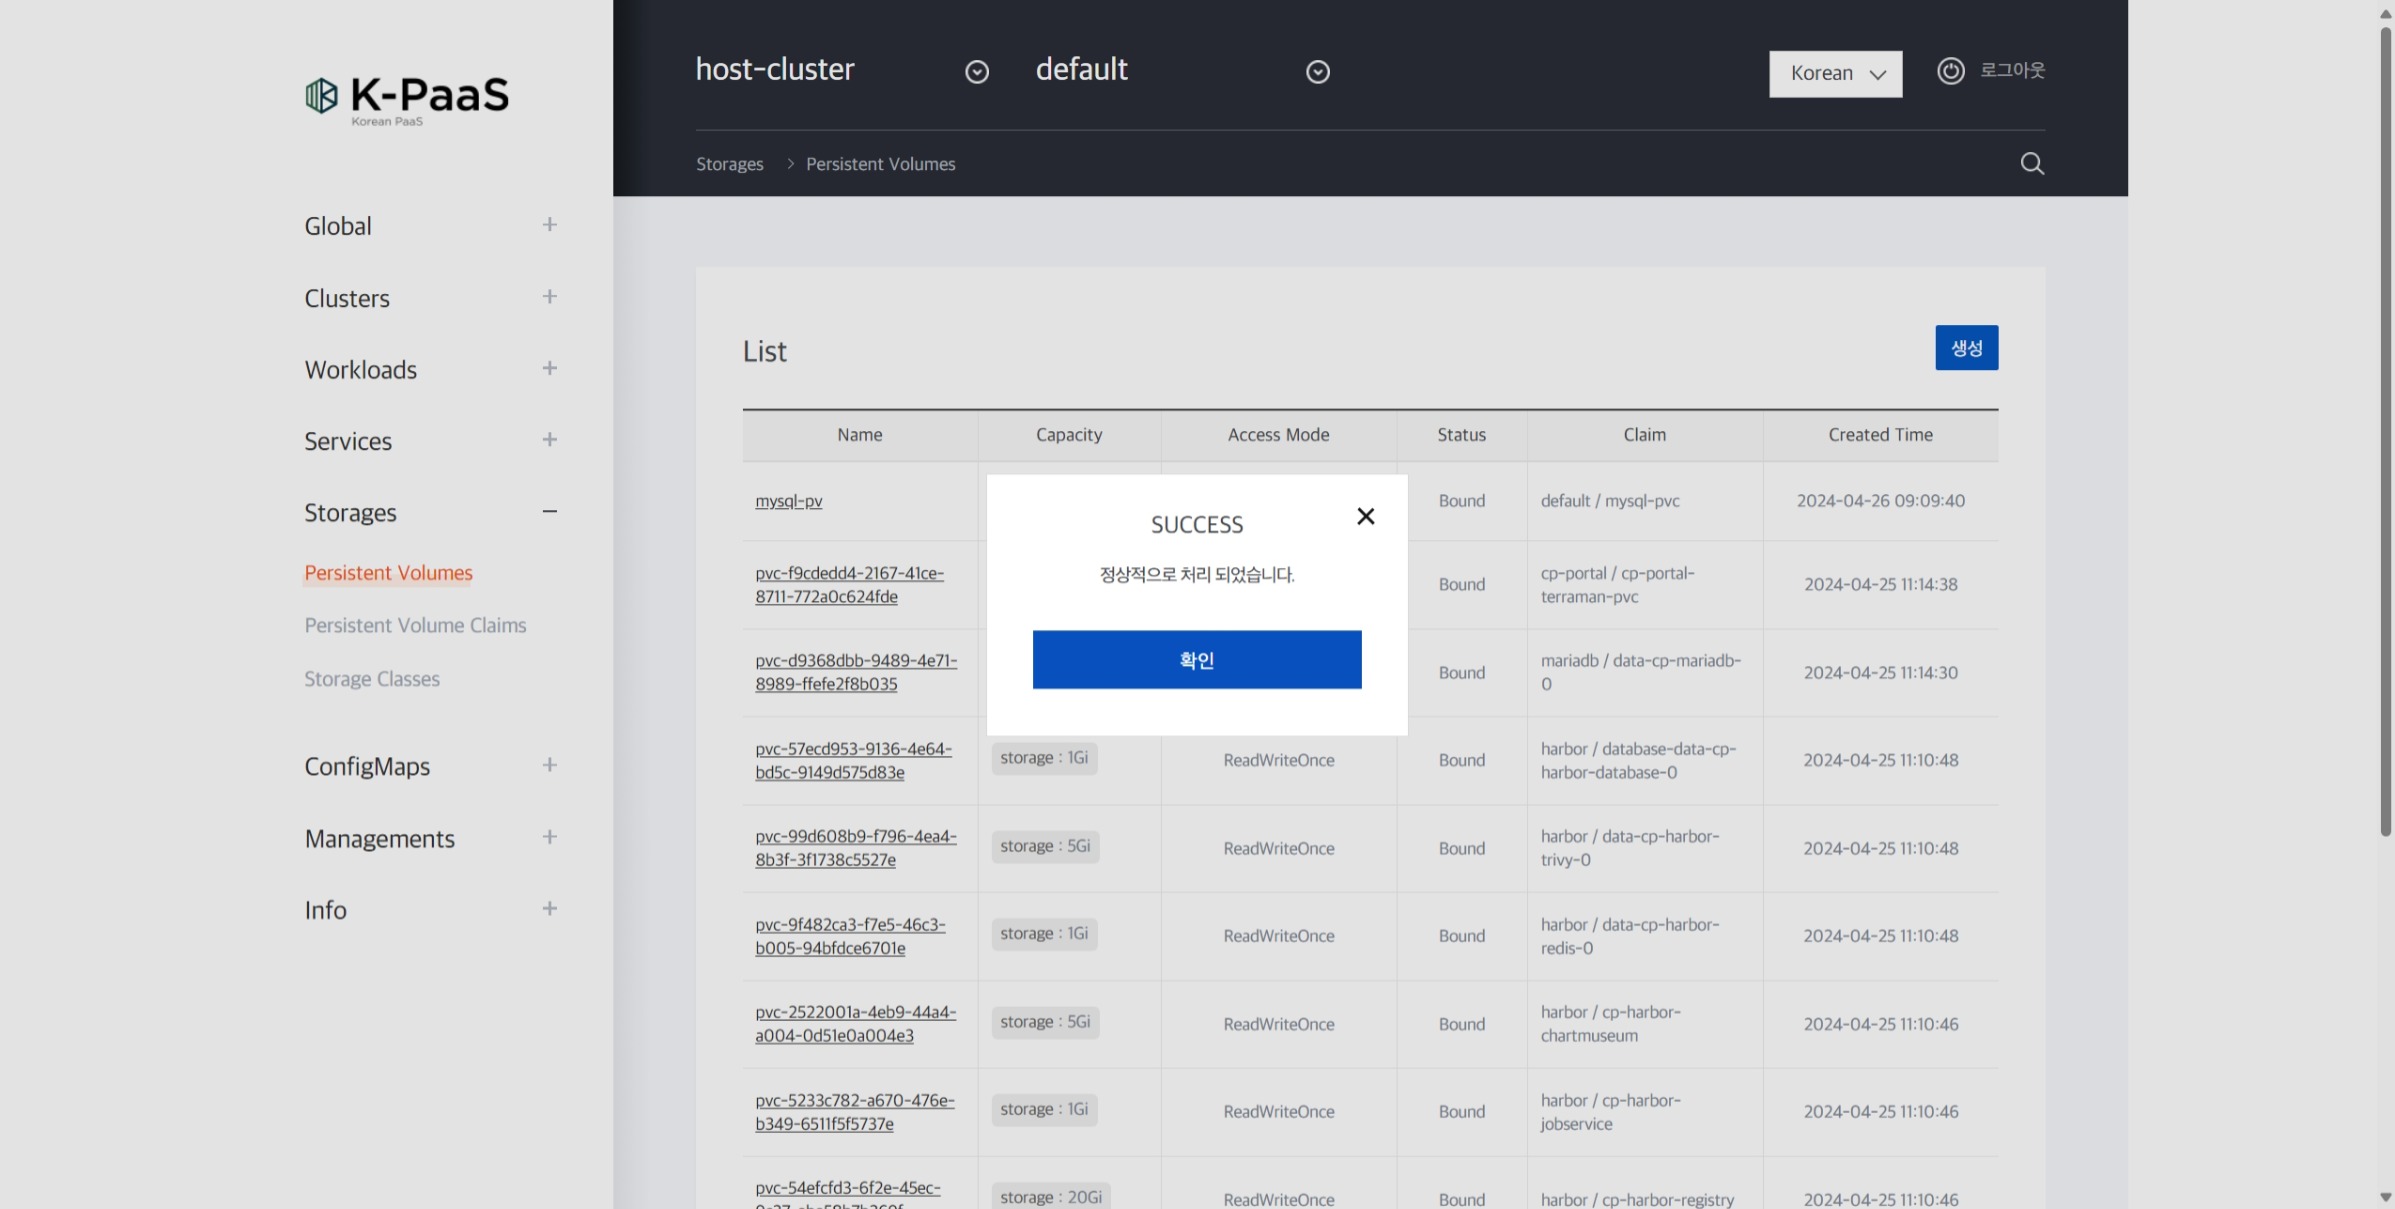 K-PaaS
Korean PaaS
Global
Clusters
Workloads
Services
Storages
Persistent Volumes
Persistent Volume Claims
Storage Classes
ConfigMaps
Managements
Info
host-cluster default Korean 로그아웃
Storages > Persistent Volumes
List 생성
Name Capacity Access Mode Status Claim Created Time
mysql-pv Bound default / mysql-pvc 2024-04-26 09:09:40
pvc-f9cdedd4-2167-41ce-
8711-772a0c624fde
Bound
cp-portal / cp-portal-
terraman-pvc
2024-04-25 11:14:38
pvc-d9368dbb-9489-4e71-
8989-ffefe2f8b035
Bound
mariadb / data-cp-mariadb-
0
2024-04-25 11:14:30
pvc-57ecd953-9136-4e64-
bd5c-9149d575d83e
storage : 1Gi
ReadWriteOnce
Bound
harbor / database-data-cp-
harbor-database-0
2024-04-25 11:10:48
pvc-99d608b9-f796-4ea4-
8b3f-3f1738c5527e
storage : 5Gi
ReadWriteOnce
Bound
harbor / data-cp-harbor-
trivy-0
2024-04-25 11:10:48
pvc-9f482ca3-f7e5-46c3-
b005-94bfdce6701e
storage : 1Gi
ReadWriteOnce
Bound
harbor / data-cp-harbor-
redis-0
2024-04-25 11:10:48
pvc-2522001a-4eb9-44a4-
a004-0d51e0a004e3
storage : 5Gi
ReadWriteOnce
Bound
harbor / cp-harbor-
chartmuseum
2024-04-25 11:10:46
pvc-5233c782-a670-476e-
b349-6511f5f5737e
storage : 1Gi
ReadWriteOnce
Bound
harbor / cp-harbor-
jobservice
2024-04-25 11:10:46
pvc-54efcfd3-6f2e-45ec-
storage : 20Gi
ReadWriteOnce
Bound
harbor / cp-harbor-registry
2024-04-25 11:10:46
SUCCESS
정상적으로 처리 되었습니다.
확인